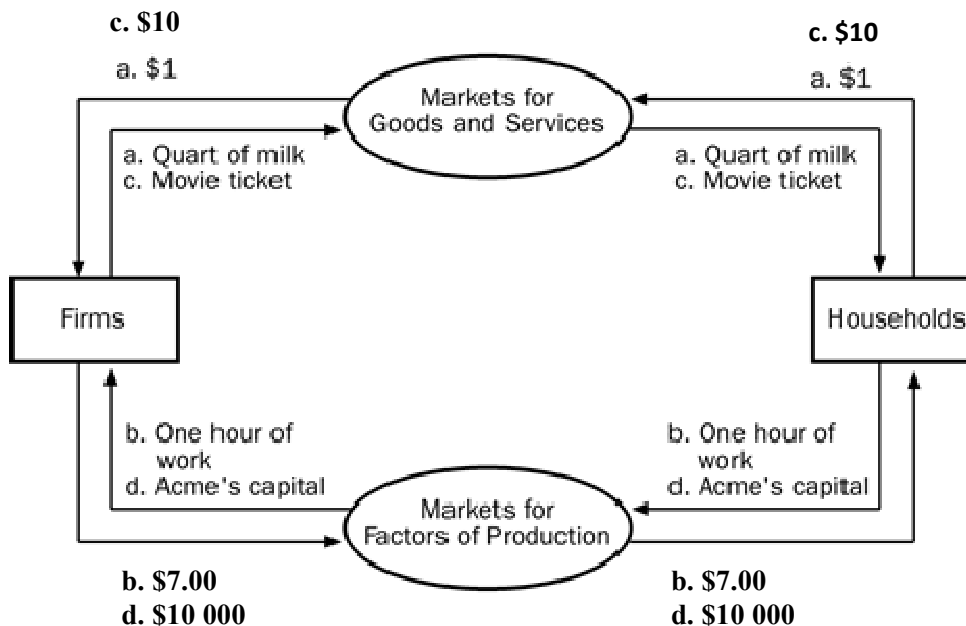 c. $10
c. $10
a. $1
a. $1
Markets for
Goods and Services
a. Quart of milk
c. Movie ticket
a. Quart of milk
c. Movie ticket
Firms
Households
b. One hour of
work
d. Acme's capital
b. One hour of
work
d. Acme's capital
Markets for
Factors of Production
b. $7.00
d. $10 000
b. $7.00
d. $10 000